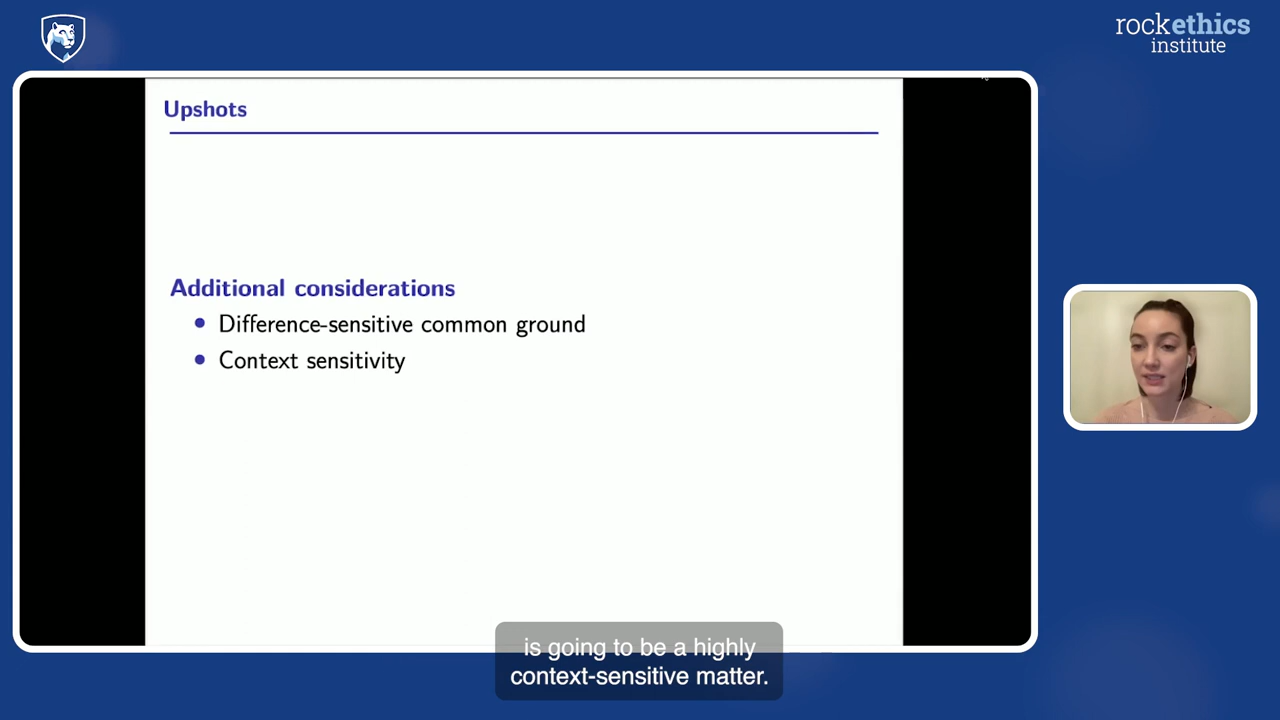 rockethics
institute
Upshots
Additional considerations
Difference-sensitive common ground
Context sensitivity
is going to be a highly
context-sensitive matter.